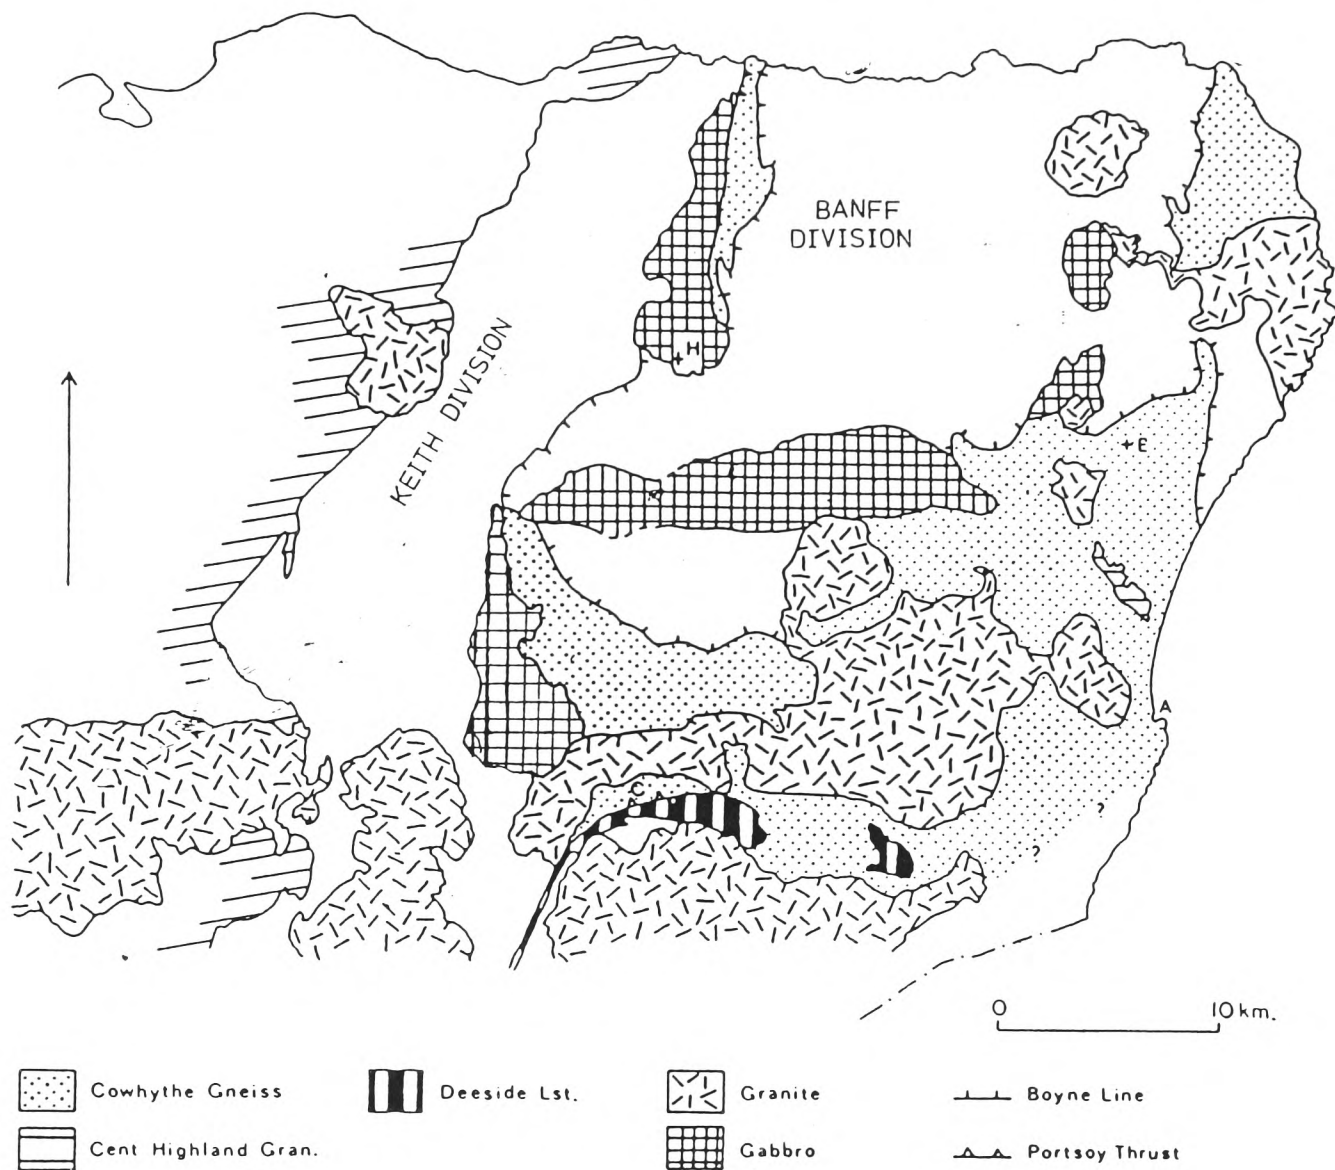 BANFF
DIVISION
KEITH DIVISION
H
E
A
C
?
?
0 10 km.
Cowhythe Gneiss
Deeside Lst.
Granite
Boyne Line
Cent Highland Gran.
Gabbro
Portsoy Thrust